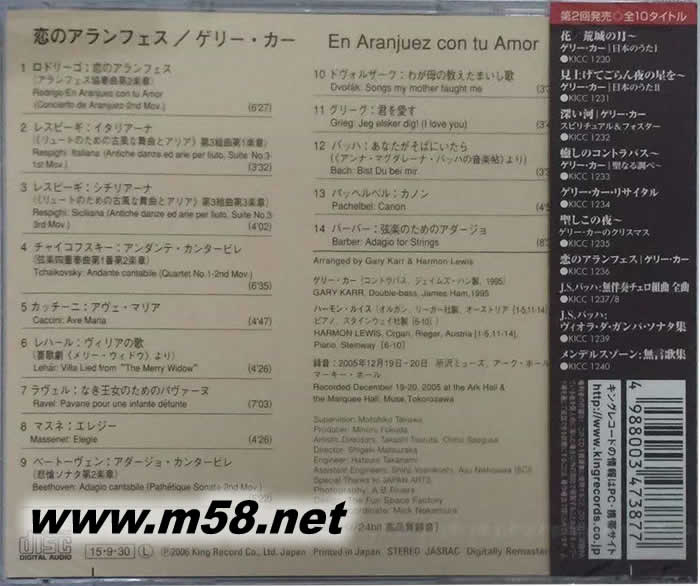 恋のアランフェス／ゲリー・カー
En Aranjuez con tu Amor
1 ロドリーゴ：恋のアランフェス
（アランフェス協奏曲第2楽章）
Rodrigo:En Aranjuez con tu Amor
(Concierto de Aranjuez-2nd Mov.) (6'27)
2 レスピーギ：イタリアーナ
（《リュートのための古風な舞曲とアリア》第3組曲第1楽章）
Respighi: Italiana (Antiche danze ed arie per liuto, Suite No.3-
1st Mov.) (3'32)
3 レスピーギ：シチリアーナ
（《リュートのための古風な舞曲とアリア》第3組曲第3楽章）
Respighi: Siciliana (Antiche danze ed arie per liuto, Suite No.3
3rd Mov.) (4'02)
4 チャイコフスキー：アンダンテ・カンタービレ
（弦楽四重奏曲第1番第2楽章）
Tchaikovsky: Andante cantabile (Quartet No.1-2nd Mov.)
(6'35)
5 カッチーニ：アヴェ・マリア
Caccini: Ave Maria (4'47)
6 レハール：ヴィリアの歌
（喜歌劇《メリー・ウィドウ》より）
Lehár: Vilia Lied from "The Merry Widow" (4'26)
7 ラヴェル：なき王女のためのパヴァーヌ
Ravel: Pavane pour une infante défunte (7'03)
8 マスネ：エレジー
Massenet: Elegie (4'26)
9 ベートーヴェン：アダージョ・カンタービレ
（悲愴ソナタ第2楽章）
Beethoven: Adagio cantabile (Pathétique Sonate 2nd Mov.)
10 ドヴォルザーク：わが母の教えたまいし歌
Dvořák: Songs my mother taught me
11 グリーグ：君を愛す
Grieg: Jeg elsker dig! (I love you)
12 バッハ：あなたがそばにいたら
（《アンナ・マグダレーナ・バッハの音楽帖》より）
Bach: Bist Du bei mir
13 パッヘルベル：カノン
Pachelbel: Canon
14 バーバー：弦楽のためのアダージョ
Barber: Adagio for Strings
Arranged by Gary Karr & Harmon Lewis
ゲリー・カー（コントラバス、ジェイムズ・ハン製、1995）
GARY KARR, Double-bass, James Ham,1995
ハーモン・ルイス（オルガン、リーガー社製、オーストリア [1-5,11-14]
ピアノ、スタインウェイ社製 [6-10]）
HARMON LEWIS, Organ, Rieger, Austria [1-5,11-14],
Piano, Steinway [6-10]
録音：2005年12月19日－20日、所沢ミューズ、アーク・ホール
マーキー・ホール
Recorded December 19-20, 2005 at the Ark Hall &
the Marquee Hall, Muse,Tokorozawa
Supervision: Motohiko Takawa
Producer: Minoru Fukuda
Engineer: Hatsuro Takanami
Special Thanks to JAPAN ARTS
24bit 高品質録音
www.m58.net
DISC
DIGITAL AUDIO
15・9・30 Ⓛ ℗2006 King Record Co., Ltd. Japan Printed in Japan STEREO JASRAC Digitally Remaster
第2回発売◇全10タイトル
花／荒城の月～
ゲリー・カー｜日本のうたⅠ
●KICC 1230
見上げてごらん夜の星を～
ゲリー・カー｜日本のうたⅡ
●KICC 1231
深い河｜ゲリー・カー
スピリチュアル＆フォスター
●KICC 1232
癒しのコントラバス～
ゲリー・カー｜聖なる調べ～
●KICC 1233
ゲリー・カー・リサイタル
●KICC 1234
聖しこの夜～
ゲリー・カーのクリスマス
●KICC 1235
恋のアランフェス｜ゲリー・カー
●KICC 1236
J.S.バッハ：無伴奏チェロ組曲 全曲
●KICC 1237/8
J.S.バッハ：
ヴィオラ・ダ・ガンバ・ソナタ集
●KICC 1239
メンデルスゾーン：無言歌集
●KICC 1240
キングレコードの情報はPC・携帯サイト
http://www.kingrecords.co.jp
4 988003 473877